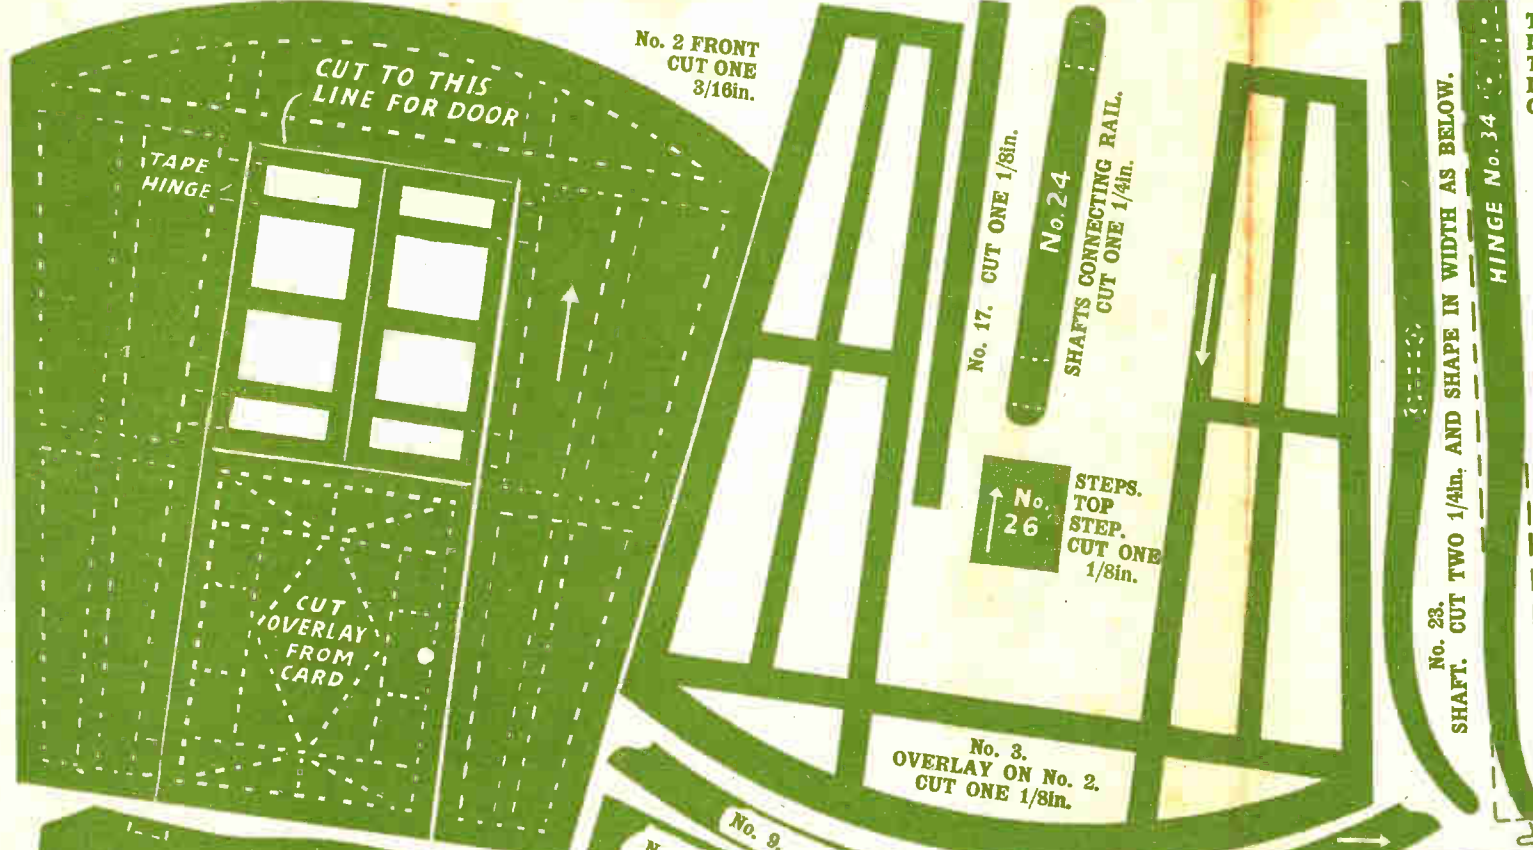 No. 2 FRONT
CUT ONE
3/16in.
CUT TO THIS
LINE FOR DOOR
TAPE
HINGE
CUT
OVERLAY
FROM
CARD
No. 17. CUT ONE 1/8in.
No. 24
SHAFTS CONNECTING RAIL.
CUT ONE 1/4in.
No.
26
STEPS.
TOP
STEP.
CUT ONE
1/8in.
No. 3.
OVERLAY ON No. 2.
CUT ONE 1/8in.
No. 9.
No. 23.
SHAFT. CUT TWO 1/4in. AND SHAPE IN WIDTH AS BELOW.
HINGE No. 34